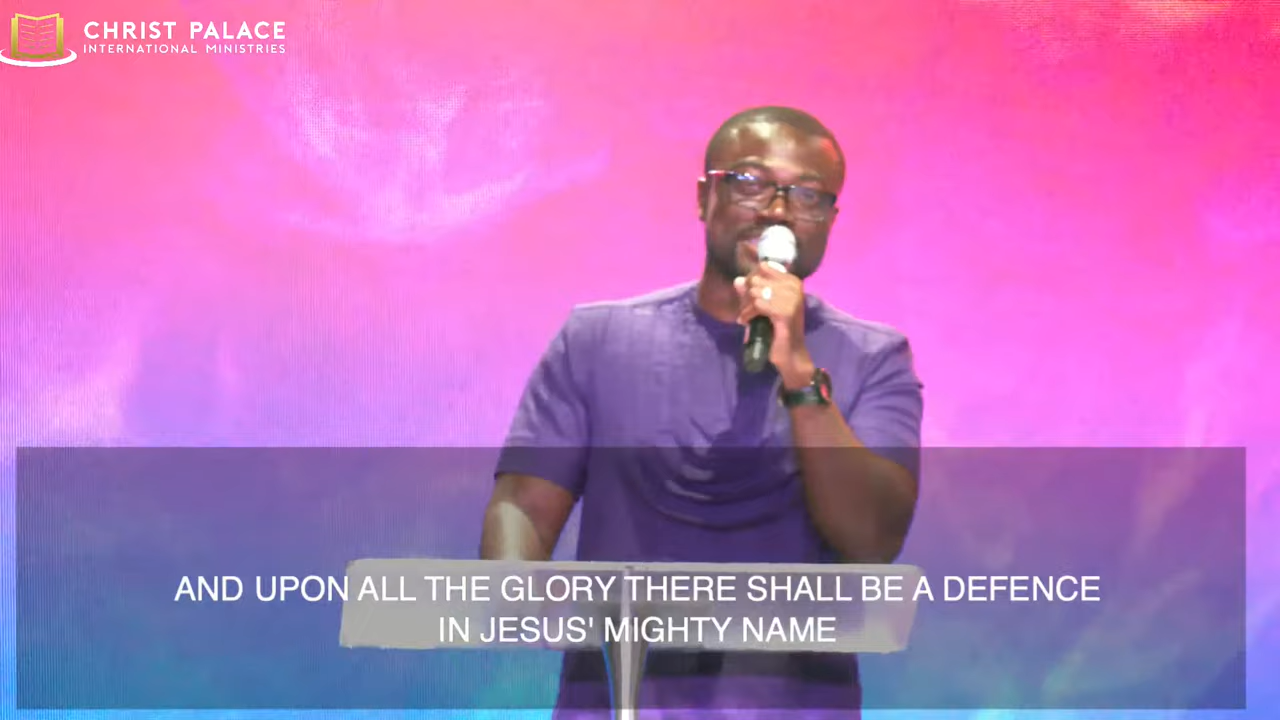 CHRIST PALACE
INTERNATIONAL MINISTRIES
AND UPON ALL THE GLORY THERE SHALL BE A DEFENCE
IN JESUS' MIGHTY NAME